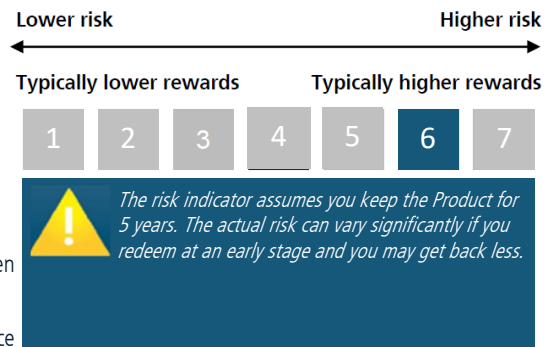 Lower risk Higher risk
Typically lower rewards Typically higher rewards
1 2 3 4 5 6 7
The risk indicator assumes you keep the Product for
5 years. The actual risk can vary significantly if you
redeem at an early stage and you may get back less.
en
ce